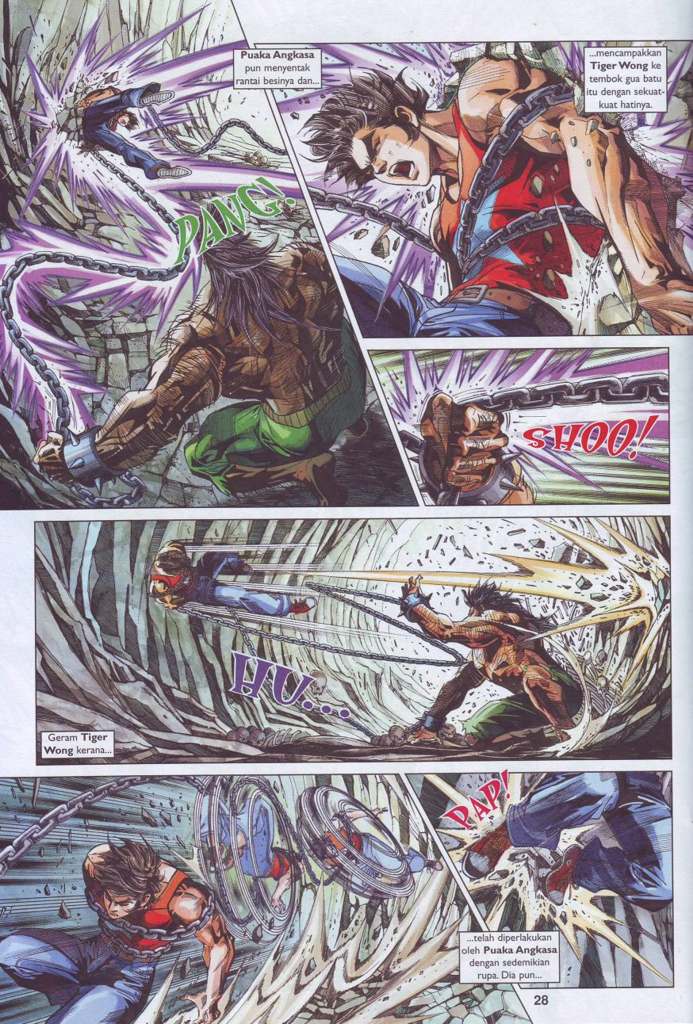 Puaka Angkasa
pun menyentak
rantai besinya dan...
...mencampakkan
Tiger Wong ke
tembok gua batu
itu dengan sekuat-
kuat hatinya.
PANG!
SHOO!
HU...
Geram Tiger
Wong kerana...
PAP!
...telah diperlakukan
oleh Puaka Angkasa
dengan sedemikian
rupa. Dia pun...
28